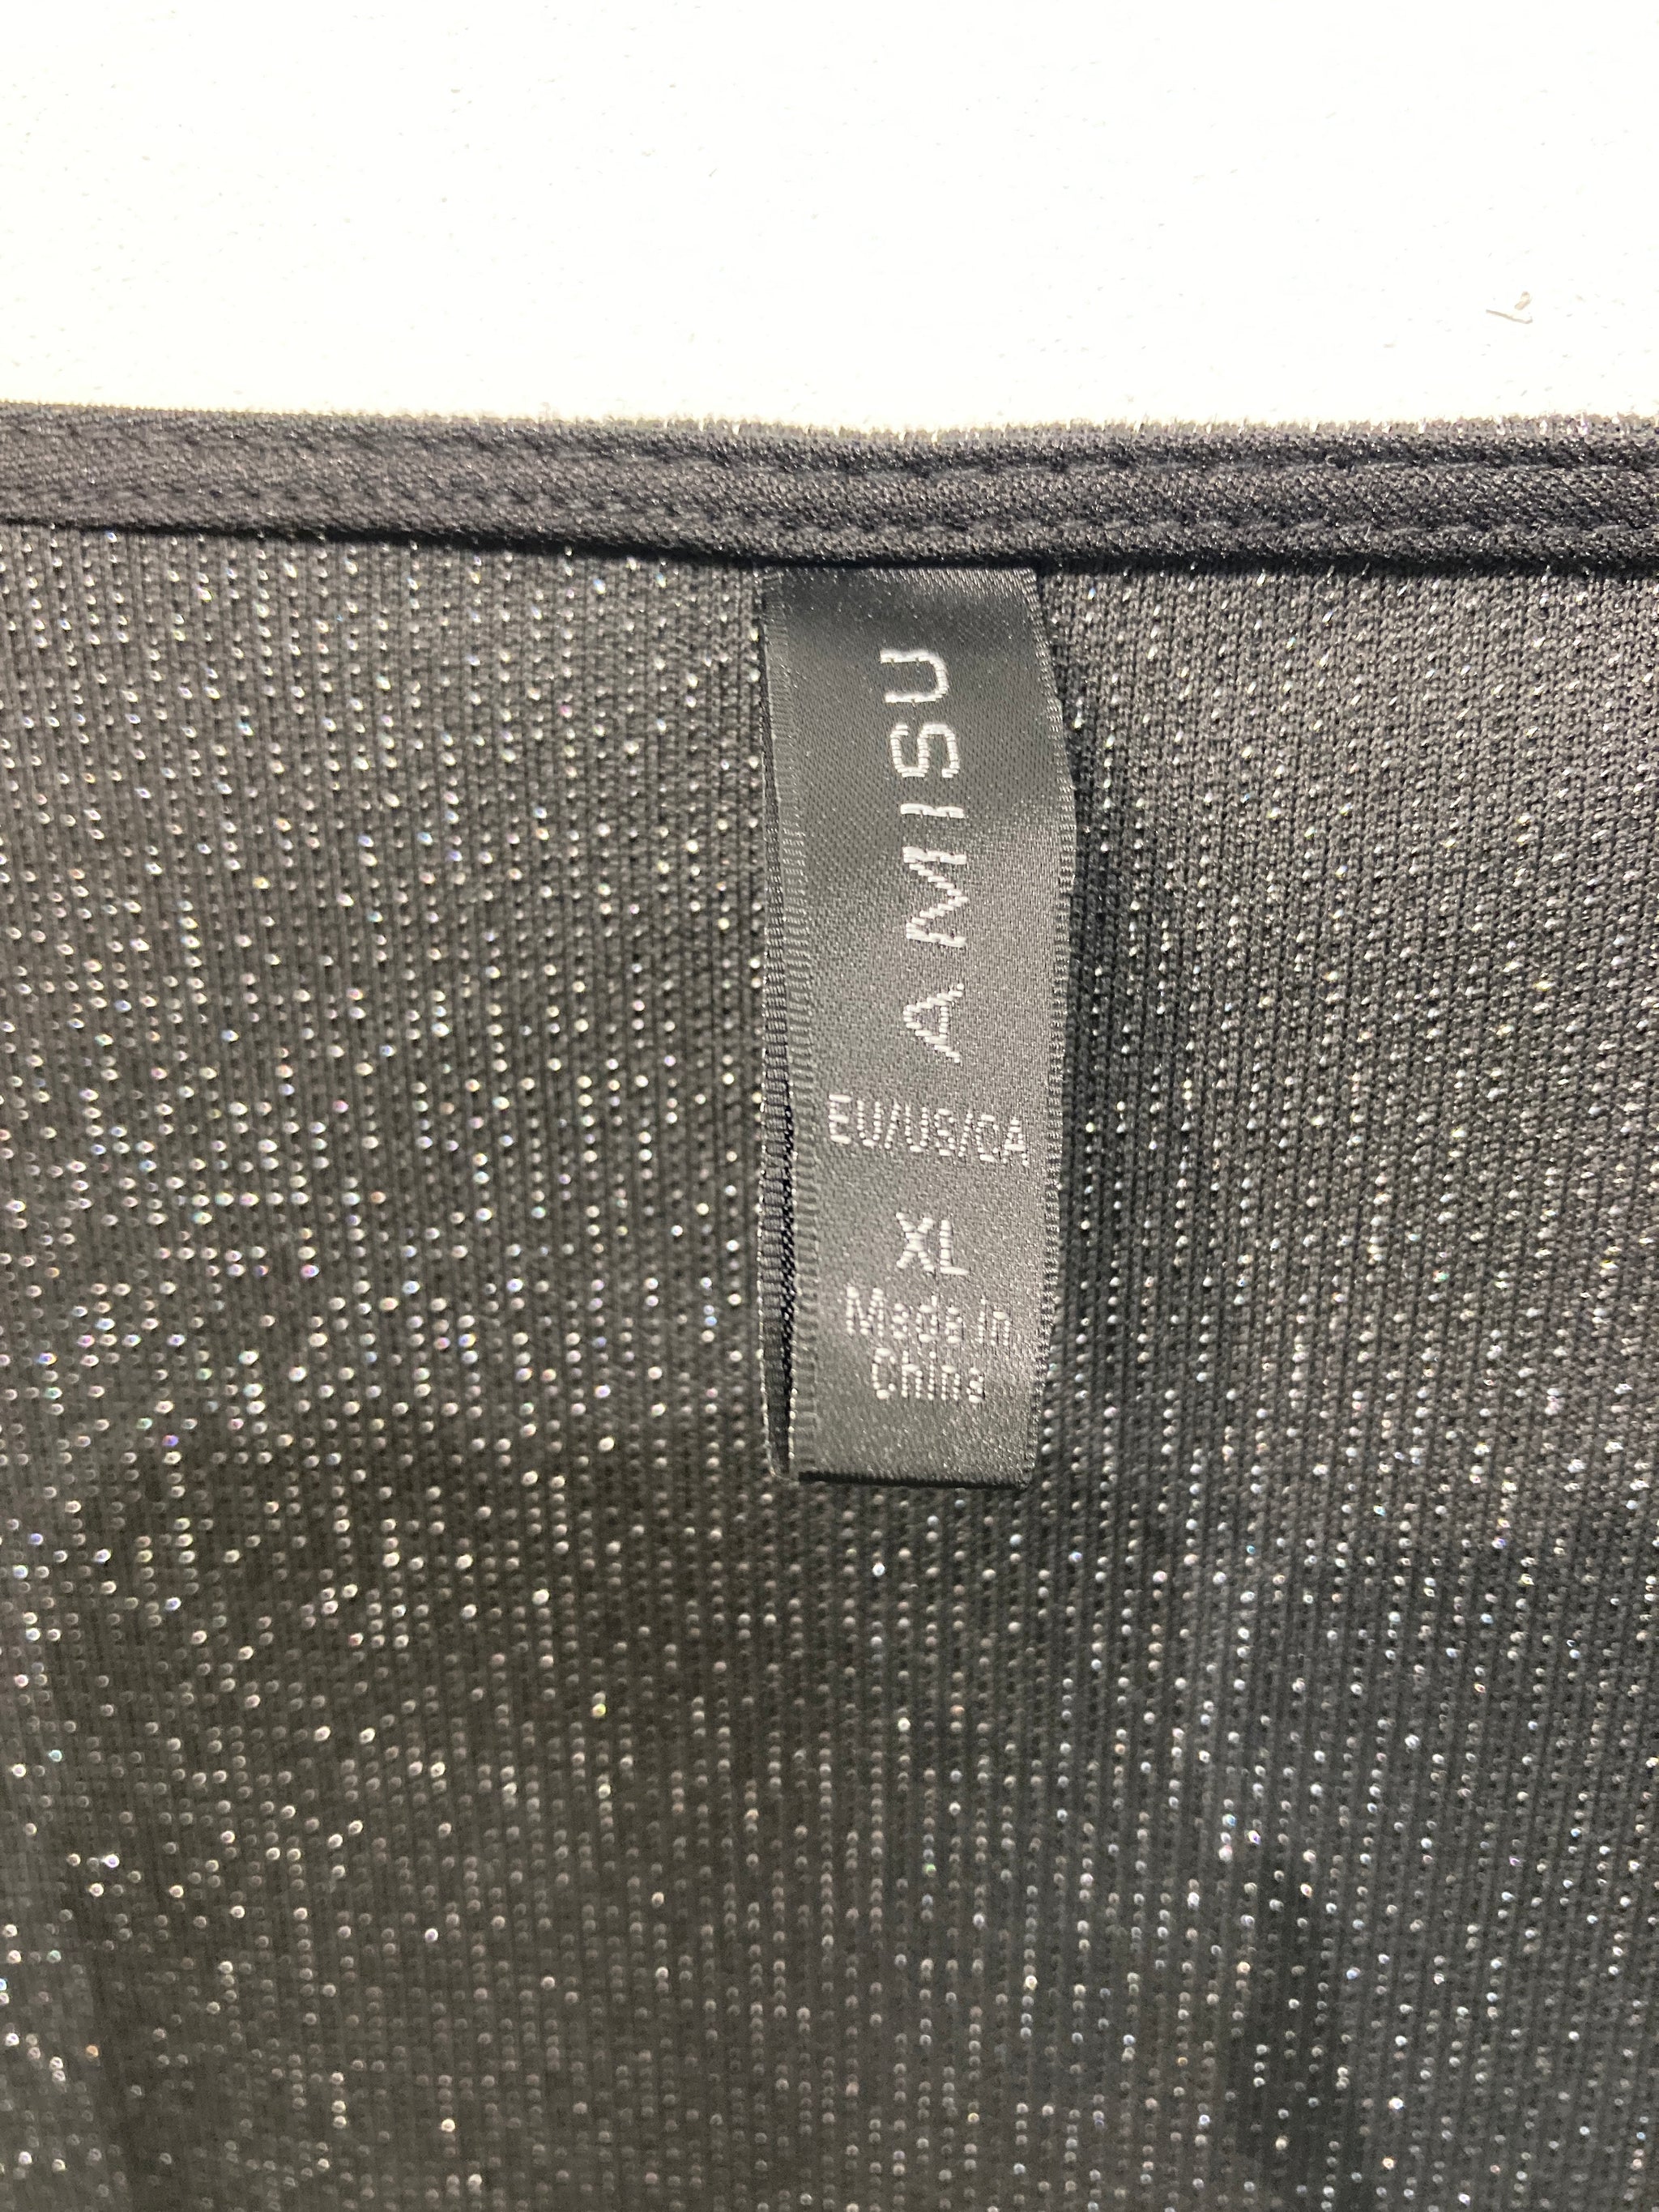 AMISU
EU/US/CA
XL
Made in
China